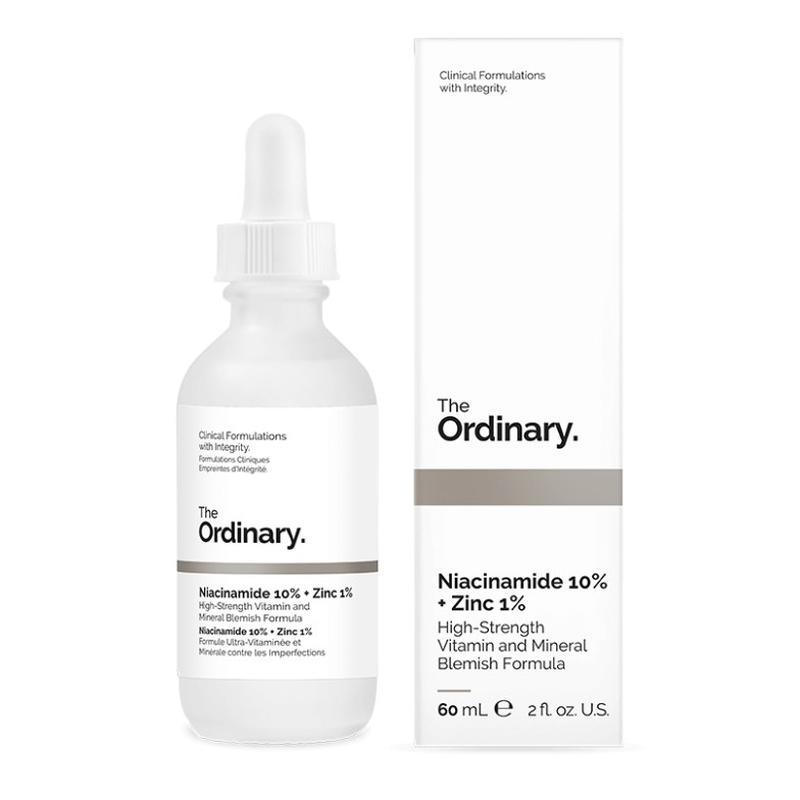 Clinical Formulations
with Integrity.
Formulations Cliniques
Empreintes d'Intégrité.
The
Ordinary.
Niacinamide 10% + Zinc 1%
High-Strength Vitamin and
Mineral Blemish Formula
Niacinamide 10% + Zinc 1%
Formule Ultra-Vitaminée et
Minérale contre les Imperfections
Clinical Formulations
with Integrity.
The
Ordinary.
Niacinamide 10%
+ Zinc 1%
High-Strength
Vitamin and Mineral
Blemish Formula
60 mL ℮ 2 fl. oz. U.S.